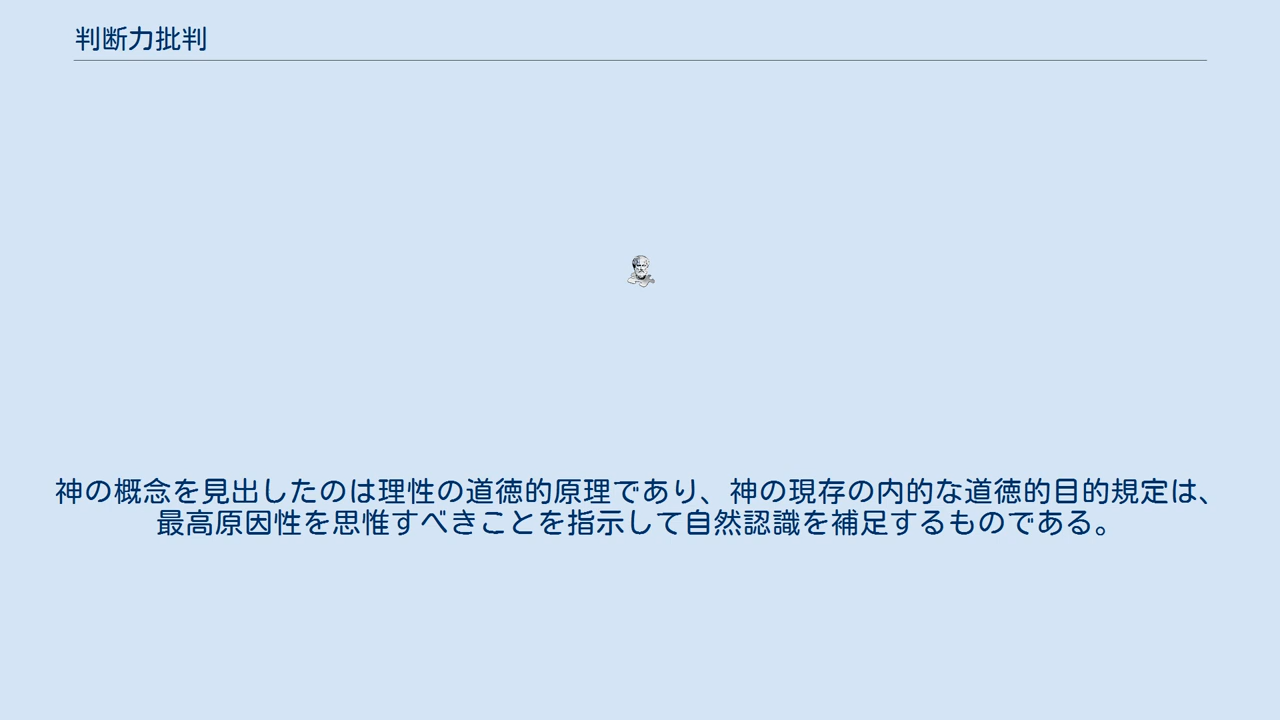 判断力批判
神の概念を見出したのは理性の道徳的原理であり、神の現存の内的な道徳的目的規定は、
最高原因性を思惟すべきことを指示して自然認識を補足するものである。